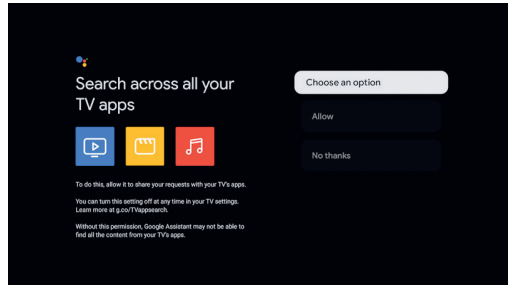 Search across all your
TV apps
To do this, allow it to share your requests with your TV's apps.
You can turn this setting off at any time in your TV settings.
Learn more at g.co/TVappsearch.
Without this permission, Google Assistant may not be able to
find all the content from your TV's apps.
Choose an option
Allow
No thanks